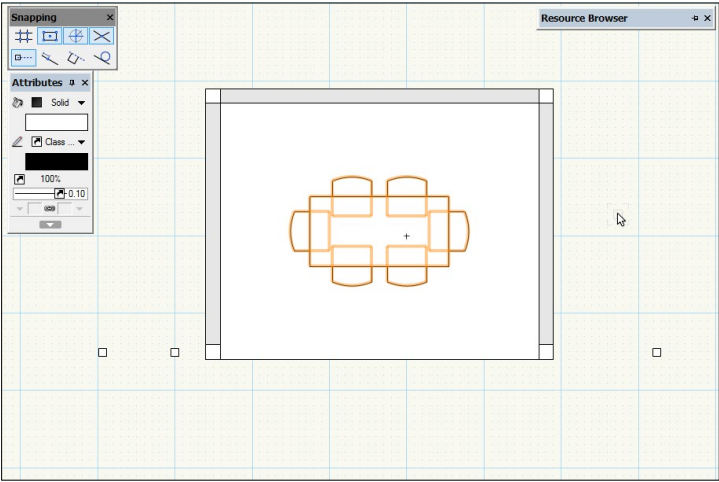 Snapping
Resource Browser
Attributes
Solid
Class ...
100%
0.10